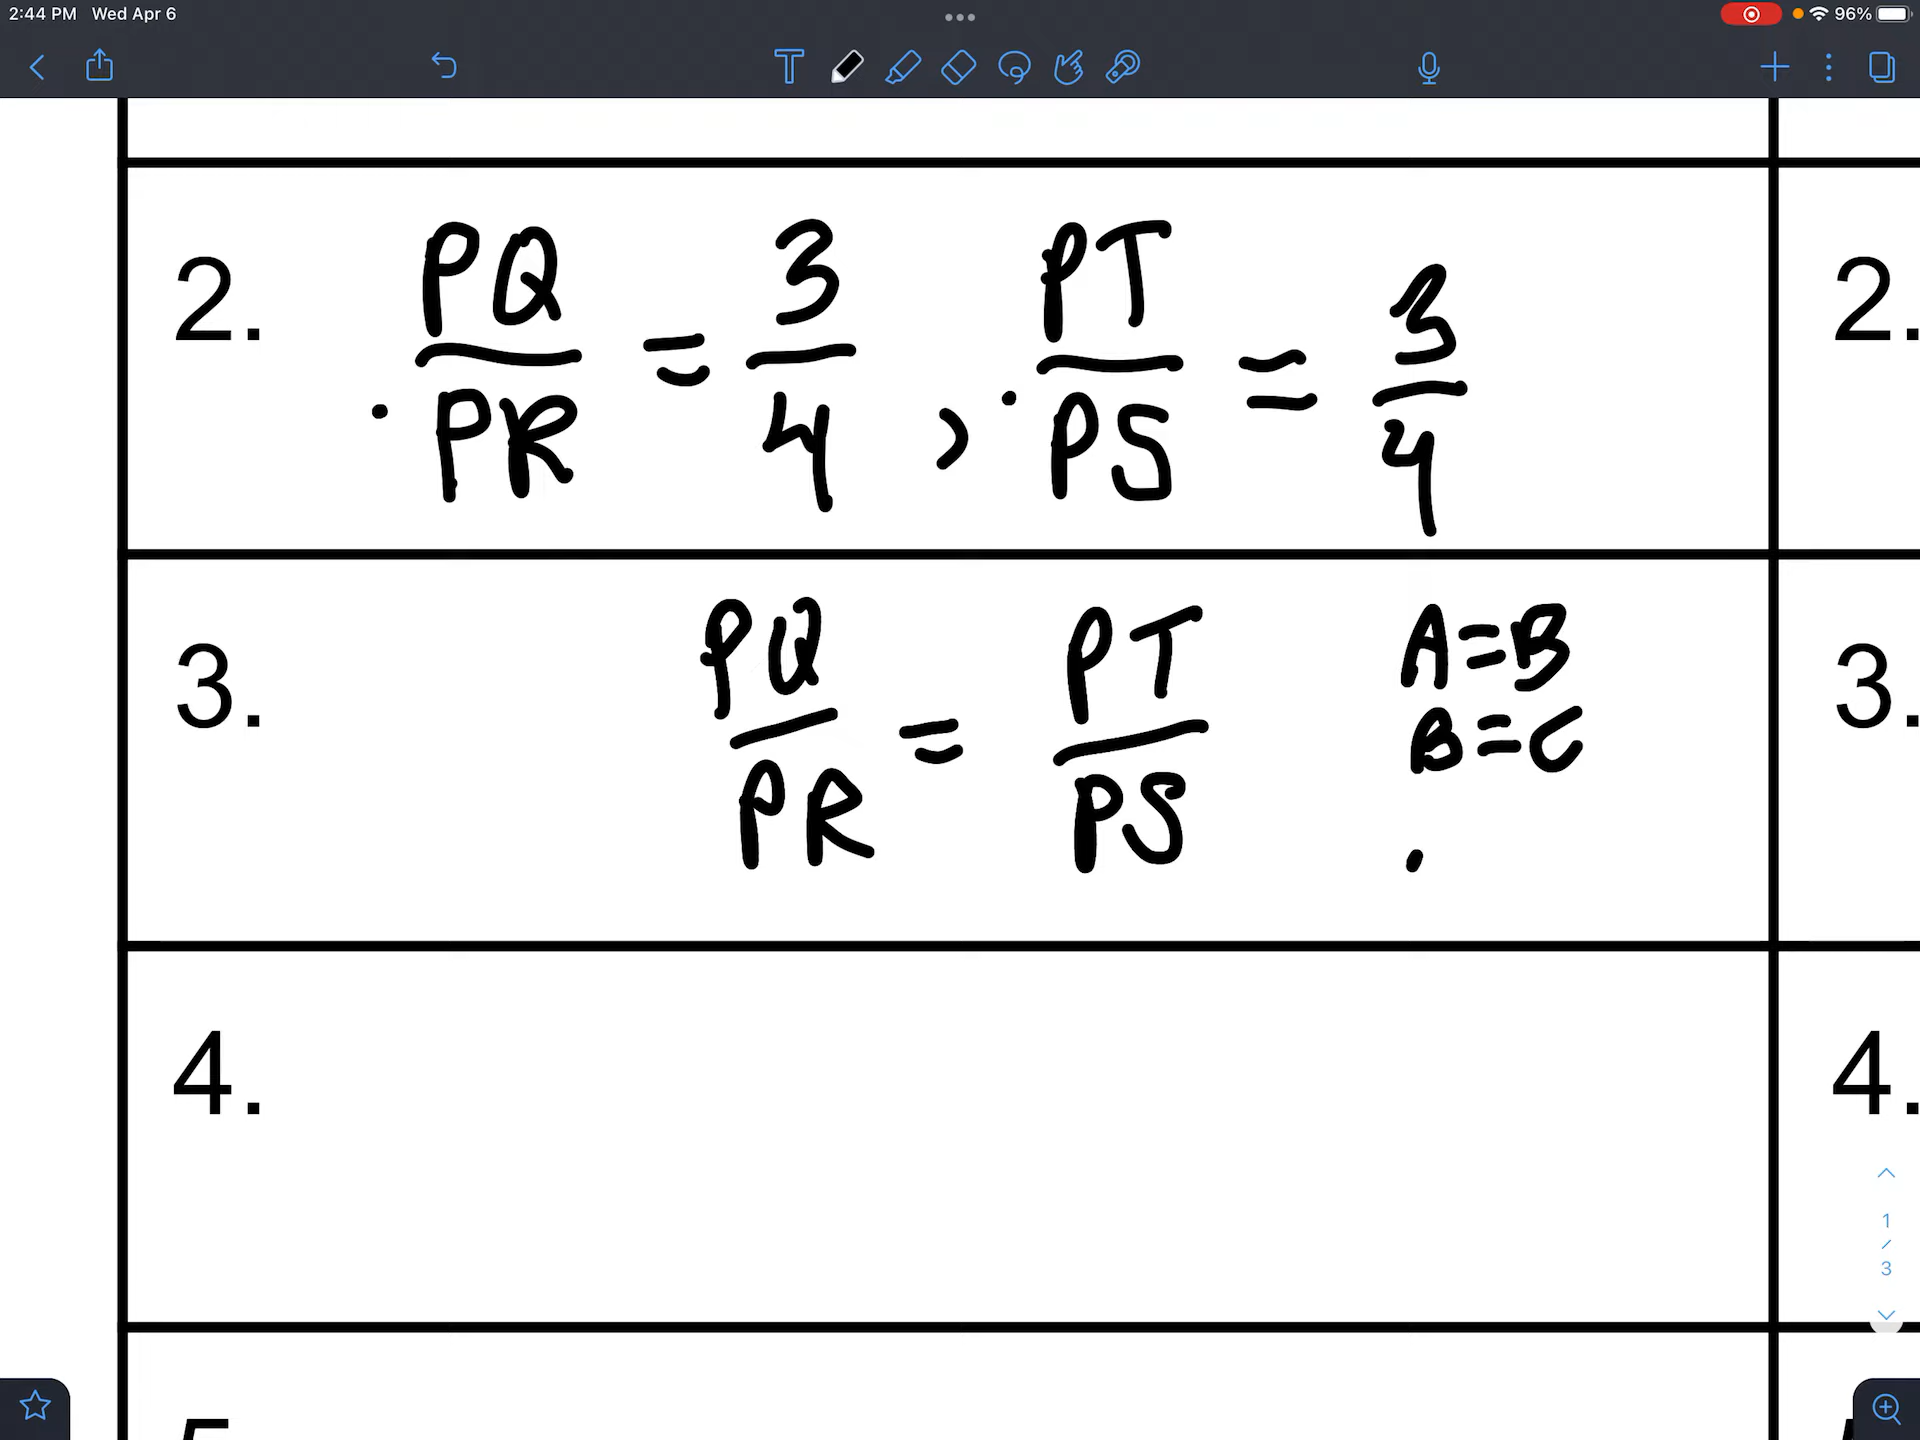 2:44 PM Wed Apr 6
96%
T
2. PQ/PR = 3/4 , PT/PS = 3/4
2.
3. PQ/PR = PT/PS
A=B
B=C
3.
4.
4.
1/3
5